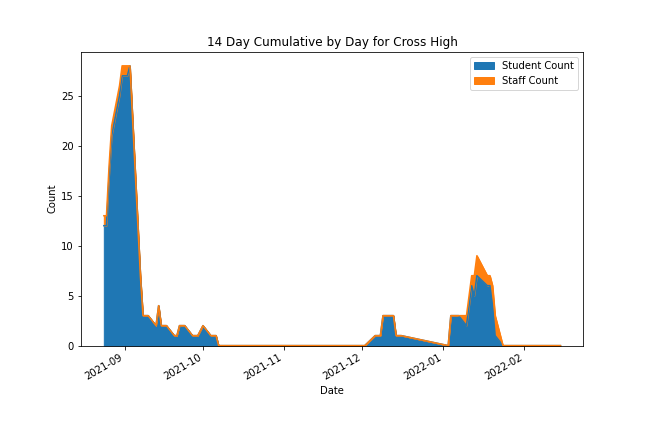 14 Day Cumulative by Day for Cross High
Student Count
Staff Count
Count
25
20
15
10
5
0
2021-09
2021-10
2021-11
2021-12
2022-01
2022-02
Date